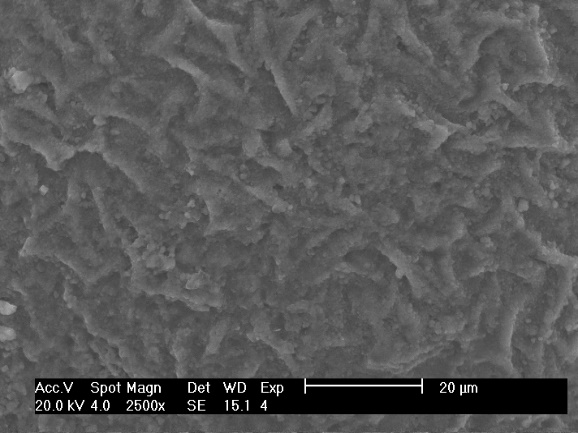 Acc.V Spot Magn Det WD Exp 20 µm
20.0 kV 4.0 2500x SE 15.1 4